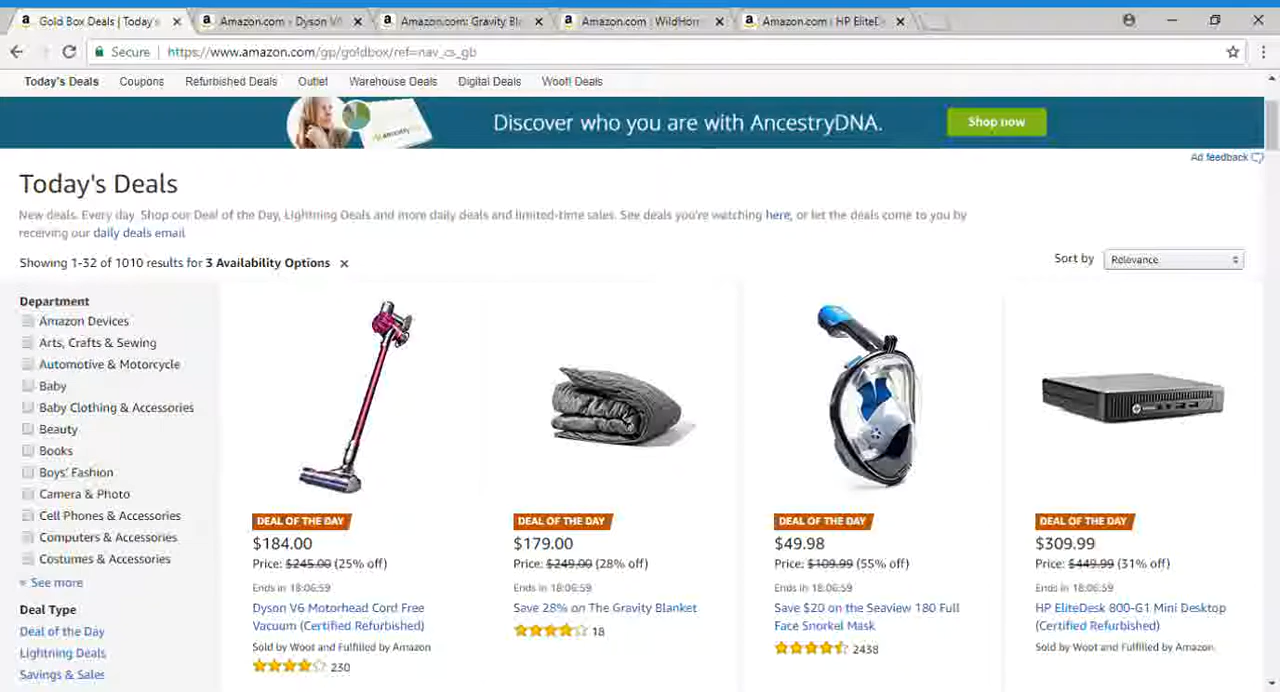 Gold Box Deals | Today's
Amazon.com : Dyson V6
Amazon.com: Gravity Bl
Amazon.com : WildHorn
Amazon.com : HP EliteD
Secure | https://www.amazon.com/gp/goldbox/ref=nav_cs_gb
Today's Deals Coupons Refurbished Deals Outlet Warehouse Deals Digital Deals Woot! Deals
Discover who you are with AncestryDNA. Shop now
Ad feedback
Today's Deals
New deals. Every day. Shop our Deal of the Day, Lightning Deals and more daily deals and limited-time sales. See deals you're watching here, or let the deals come to you by
receiving our daily deals email
Showing 1-32 of 1010 results for 3 Availability Options
Sort by Relevance
Department
Amazon Devices
Arts, Crafts & Sewing
Automotive & Motorcycle
Baby
Baby Clothing & Accessories
Beauty
Books
Boys' Fashion
Camera & Photo
Cell Phones & Accessories
Computers & Accessories
Costumes & Accessories
See more
Deal Type
Deal of the Day
Lightning Deals
Savings & Sales
DEAL OF THE DAY
$184.00
Price: $245.00 (25% off)
Ends in 18:06:59
Dyson V6 Motorhead Cord Free
Vacuum (Certified Refurbished)
Sold by Woot and Fulfilled by Amazon
230
DEAL OF THE DAY
$179.00
Price: $249.00 (28% off)
Ends in 18:06:59
Save 28% on The Gravity Blanket
18
DEAL OF THE DAY
$49.98
Price: $109.99 (55% off)
Ends in 18:06:59
Save $20 on the Seaview 180 Full
Face Snorkel Mask
2438
DEAL OF THE DAY
$309.99
Price: $449.99 (31% off)
Ends in 18:06:59
HP EliteDesk 800-G1 Mini Desktop
(Certified Refurbished)
Sold by Woot and Fulfilled by Amazon.